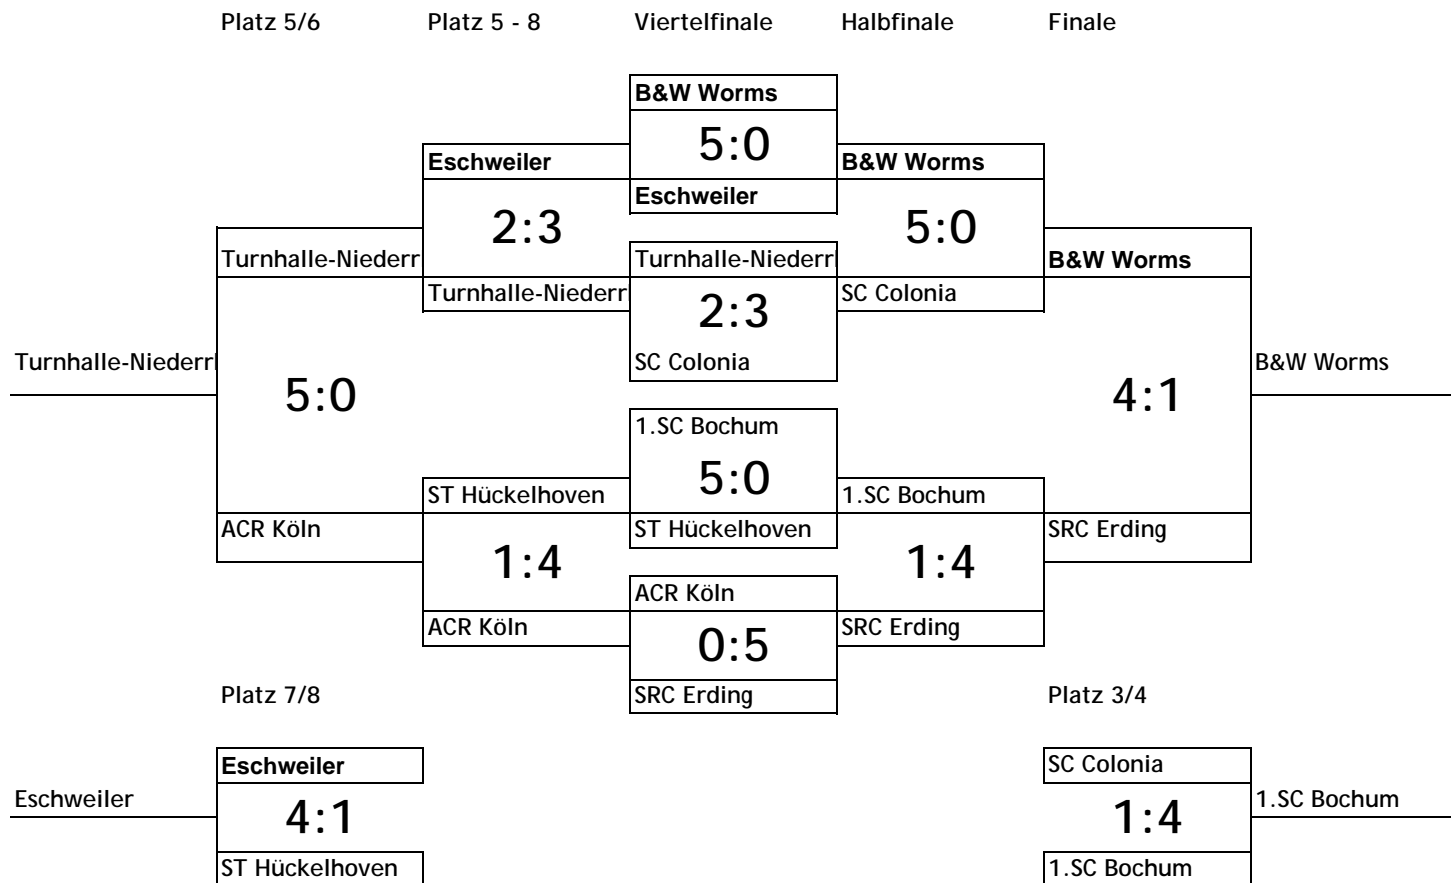 Platz 5/6 Platz 5 - 8 Viertelfinale Halbfinale Finale
B&W Worms
5:0
Eschweiler B&W Worms
Eschweiler
2:3 5:0
Turnhalle-Niederr Turnhalle-Niederr B&W Worms
Turnhalle-Niederr SC Colonia
2:3
Turnhalle-Niederr SC Colonia B&W Worms
5:0 4:1
1.SC Bochum
5:0
ST Hückelhoven 1.SC Bochum
ACR Köln ST Hückelhoven SRC Erding
1:4 1:4
ACR Köln
ACR Köln SRC Erding
0:5
Platz 7/8 SRC Erding Platz 3/4
Eschweiler SC Colonia
Eschweiler 1.SC Bochum
4:1 1:4
ST Hückelhoven 1.SC Bochum